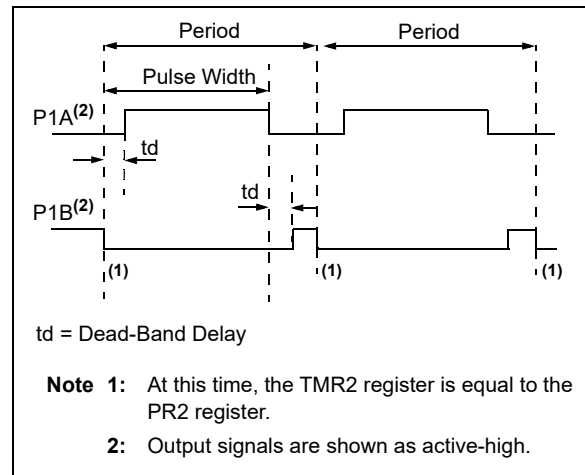 Period Period
Pulse Width
P1A(2)
td
td
P1B(2)
(1) (1) (1)
td = Dead-Band Delay
Note 1: At this time, the TMR2 register is equal to the
PR2 register.
2: Output signals are shown as active-high.